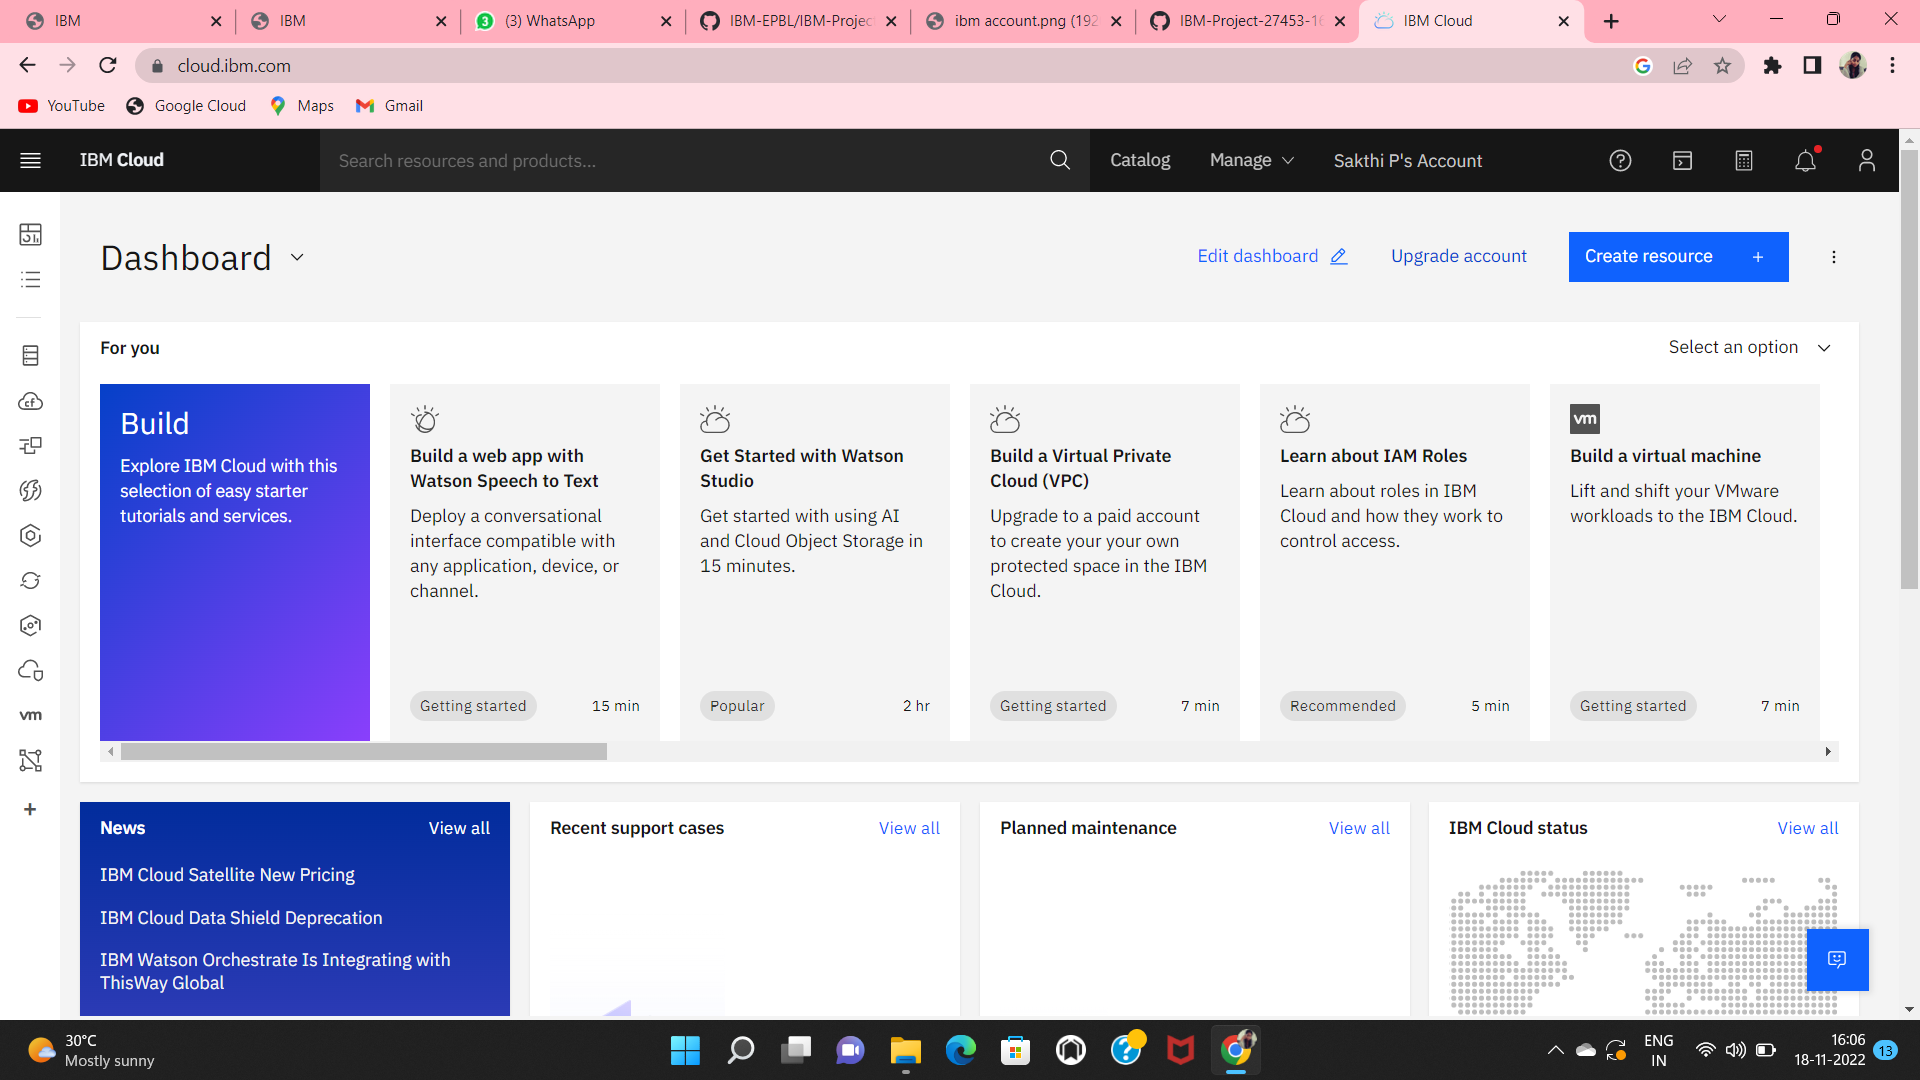 IBM
IBM
(3) WhatsApp
IBM-EPBL/IBM-Project
ibm account.png (192
IBM-Project-27453-16
IBM Cloud
cloud.ibm.com
YouTube
Google Cloud
Maps
Gmail
IBM Cloud
Search resources and products...
Catalog
Manage
Sakthi P's Account
Dashboard
Edit dashboard
Upgrade account
Create resource +
For you
Select an option
Build
Explore IBM Cloud with this
selection of easy starter
tutorials and services.
Build a web app with
Watson Speech to Text
Deploy a conversational
interface compatible with
any application, device, or
channel.
Getting started
15 min
Get Started with Watson
Studio
Get started with using AI
and Cloud Object Storage in
15 minutes.
Popular
2 hr
Build a Virtual Private
Cloud (VPC)
Upgrade to a paid account
to create your your own
protected space in the IBM
Cloud.
Getting started
7 min
Learn about IAM Roles
Learn about roles in IBM
Cloud and how they work to
control access.
Recommended
5 min
vm
Build a virtual machine
Lift and shift your VMware
workloads to the IBM Cloud.
Getting started
7 min
cf
vm
News
View all
IBM Cloud Satellite New Pricing
IBM Cloud Data Shield Deprecation
IBM Watson Orchestrate Is Integrating with
ThisWay Global
Recent support cases
View all
Planned maintenance
View all
IBM Cloud status
View all
30°C
Mostly sunny
ENG
IN
16:06
18-11-2022
13